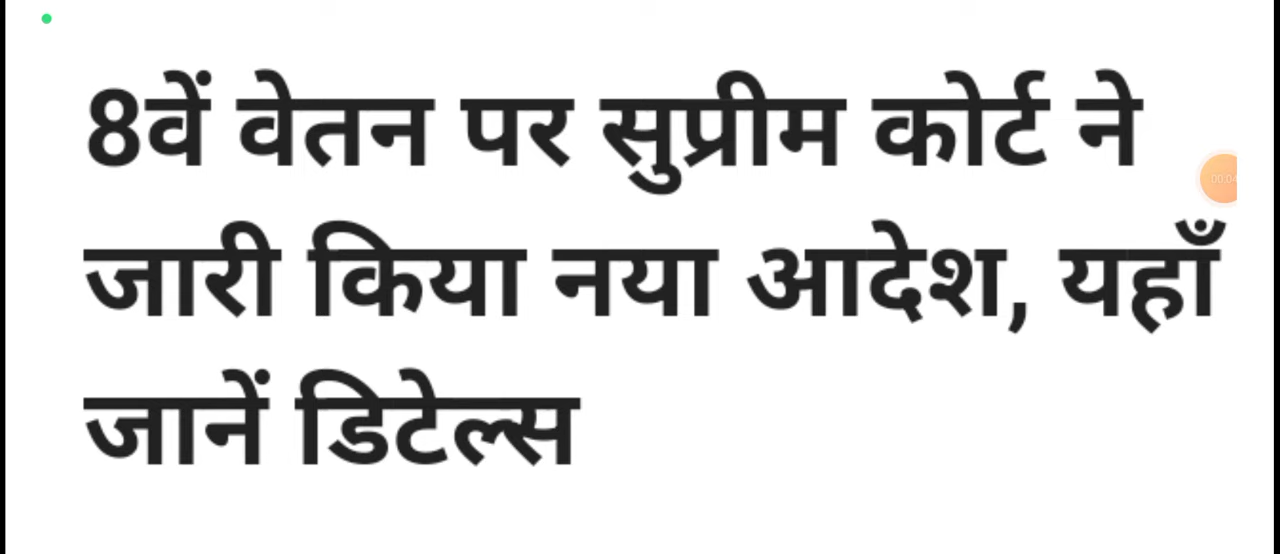 8वें वेतन पर सुप्रीम कोर्ट ने
जारी किया नया आदेश, यहाँ
जानें डिटेल्स